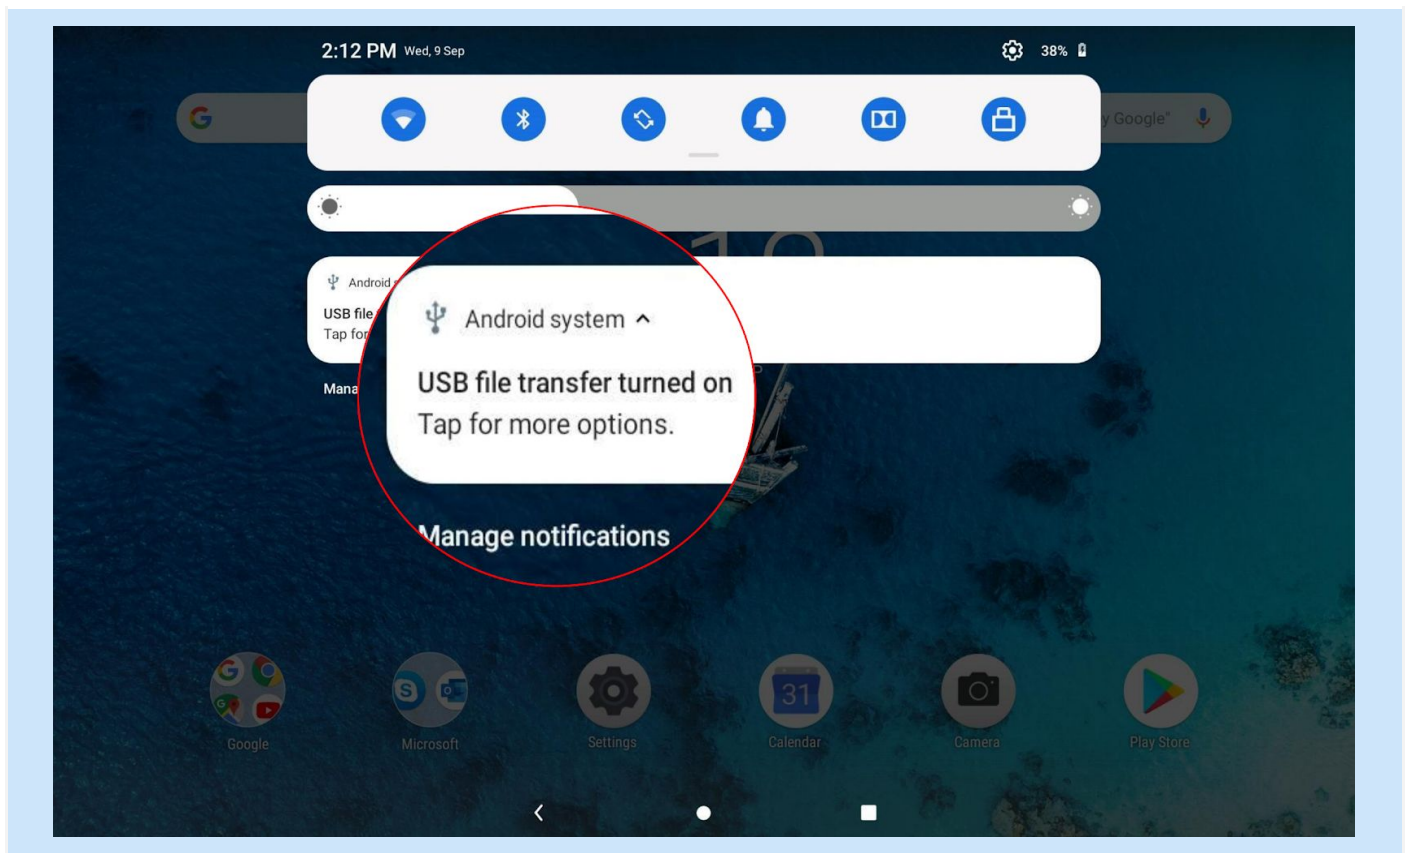 2:12 PM Wed, 9 Sep
38%
y Google"
Android
USB file
Tap for
Mana
Android system
USB file transfer turned on
Tap for more options.
Manage notifications
31
Google
Microsoft
Settings
Calendar
Camera
Play Store